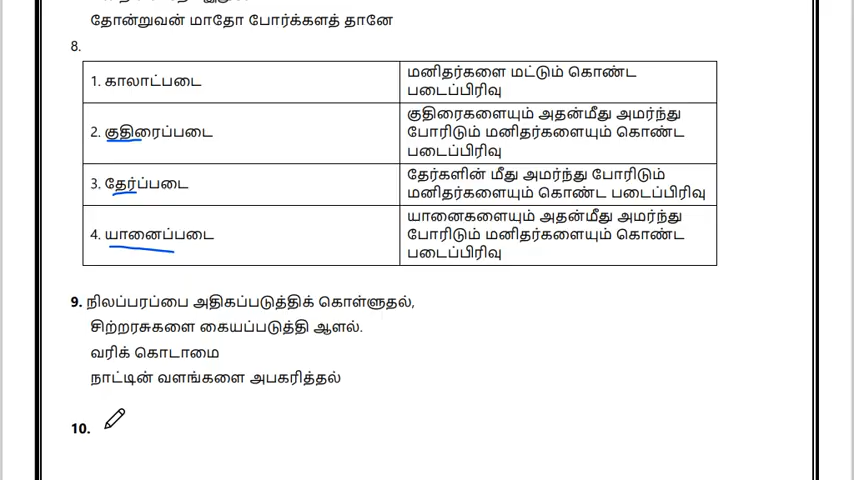 தோன்றுவன் மாதோ போர்க்களத் தானே
8.
1. காலாட்படை
மனிதர்களை மட்டும் கொண்ட
படைப்பிரிவு
2. குதிரைப்படை
குதிரைகளையும் அதன்மீது அமர்ந்து
போரிடும் மனிதர்களையும் கொண்ட
படைப்பிரிவு
3. தேர்ப்படை
தேர்களின் மீது அமர்ந்து போரிடும்
மனிதர்களையும் கொண்ட படைப்பிரிவு
4. யானைப்படை
யானைகளையும் அதன்மீது அமர்ந்து
போரிடும் மனிதர்களையும் கொண்ட
படைப்பிரிவு
9. நிலப்பரப்பை அதிகப்படுத்திக் கொள்ளுதல்,
சிற்றரசுகளை கையப்படுத்தி ஆளல்.
வரிக் கொடாமை
நாட்டின் வளங்களை அபகரித்தல்
10.